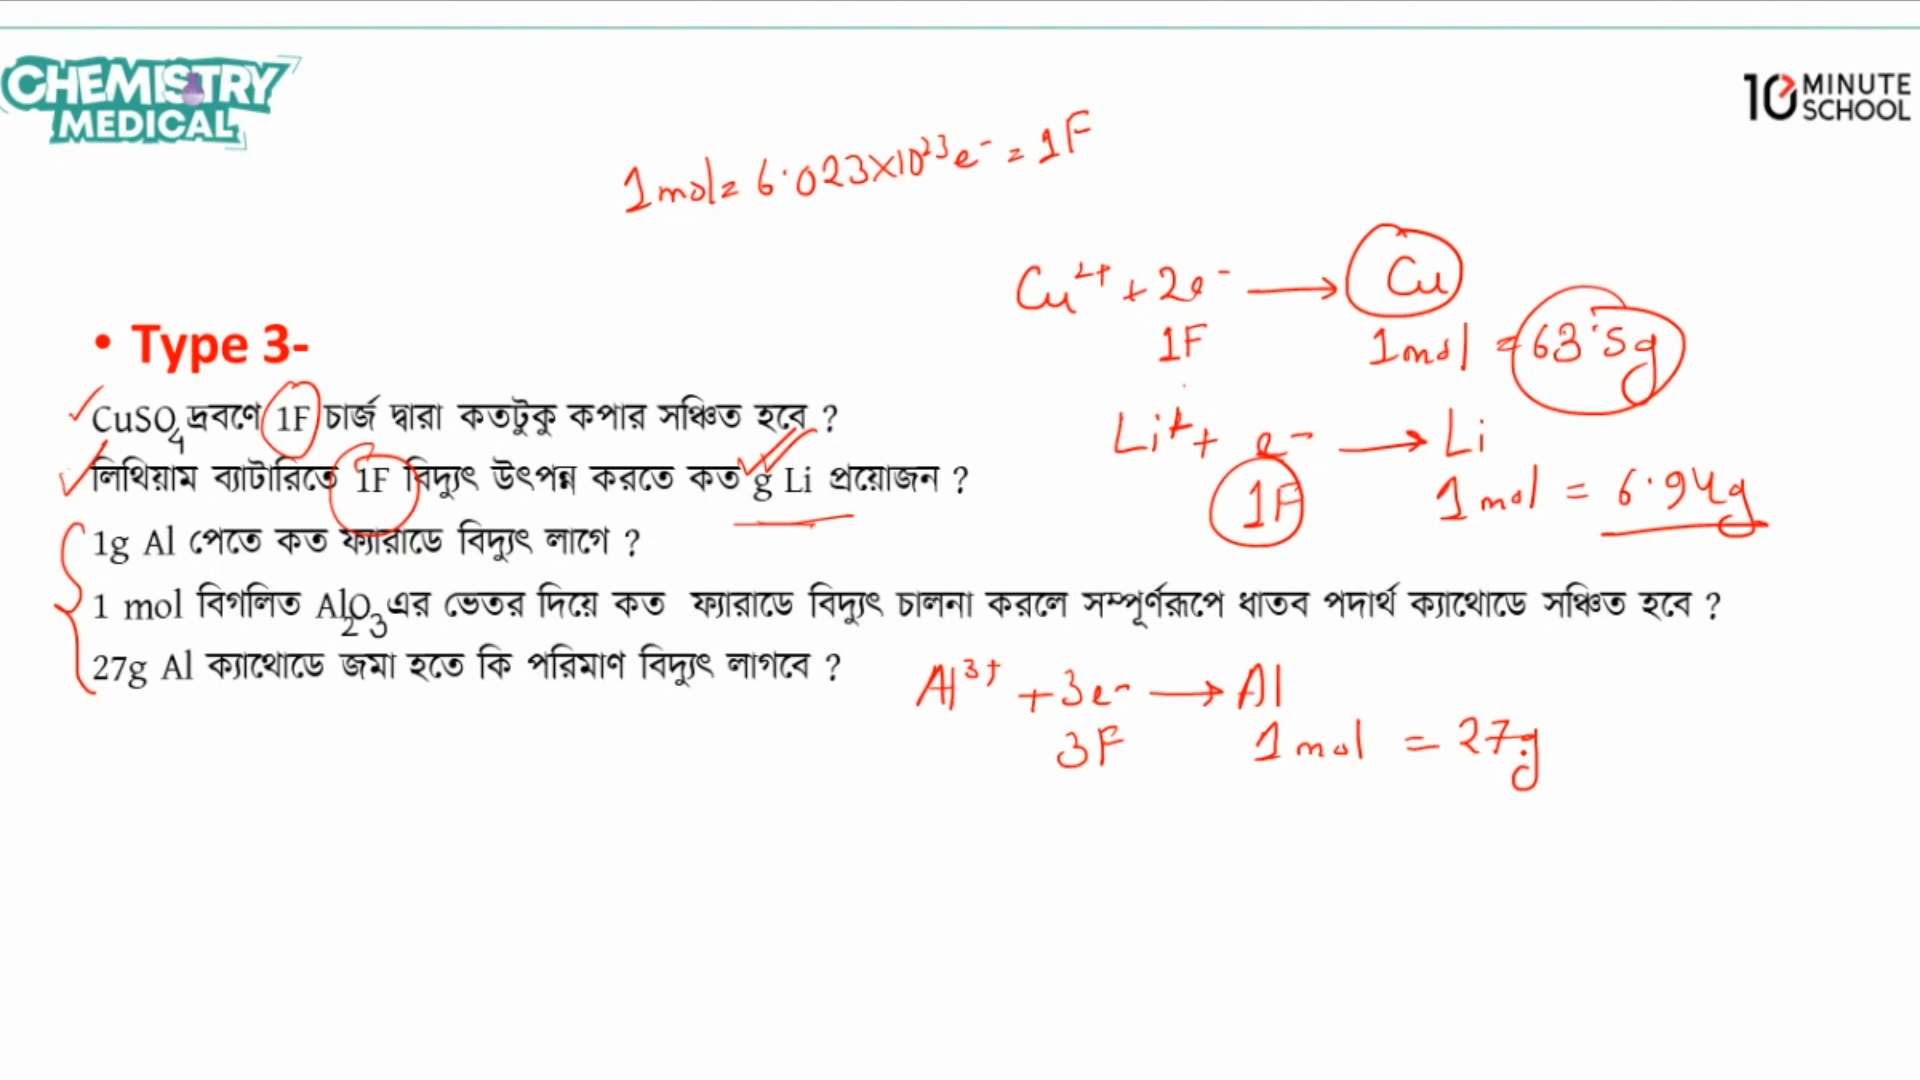 CHEMISTRY
MEDICAL
10 MINUTE
SCHOOL
1 mol = 6.023×10²³e⁻ = 1F
Cu²⁺ + 2e⁻ ⟶ Cu
1F 1mol = 63.5g
• Type 3-
CuSO₄ দ্রবণে 1F চার্জ দ্বারা কতটুকু কপার সঞ্চিত হবে ?
Li⁺ + e⁻ ⟶ Li
লিথিয়াম ব্যাটারিতে 1F বিদ্যুৎ উৎপন্ন করতে কত g Li প্রয়োজন ?
1F 1 mol = 6.94g
1g Al পেতে কত ফ্যারাডে বিদ্যুৎ লাগে ?
1 mol বিগলিত Al₂O₃ এর ভেতর দিয়ে কত ফ্যারাডে বিদ্যুৎ চালনা করলে সম্পূর্ণরূপে ধাতব পদার্থ ক্যাথোডে সঞ্চিত হবে ?
27g Al ক্যাথোডে জমা হতে কি পরিমাণ বিদ্যুৎ লাগবে ?
Al³⁺ + 3e⁻ ⟶ Al
3F 1 mol = 27g